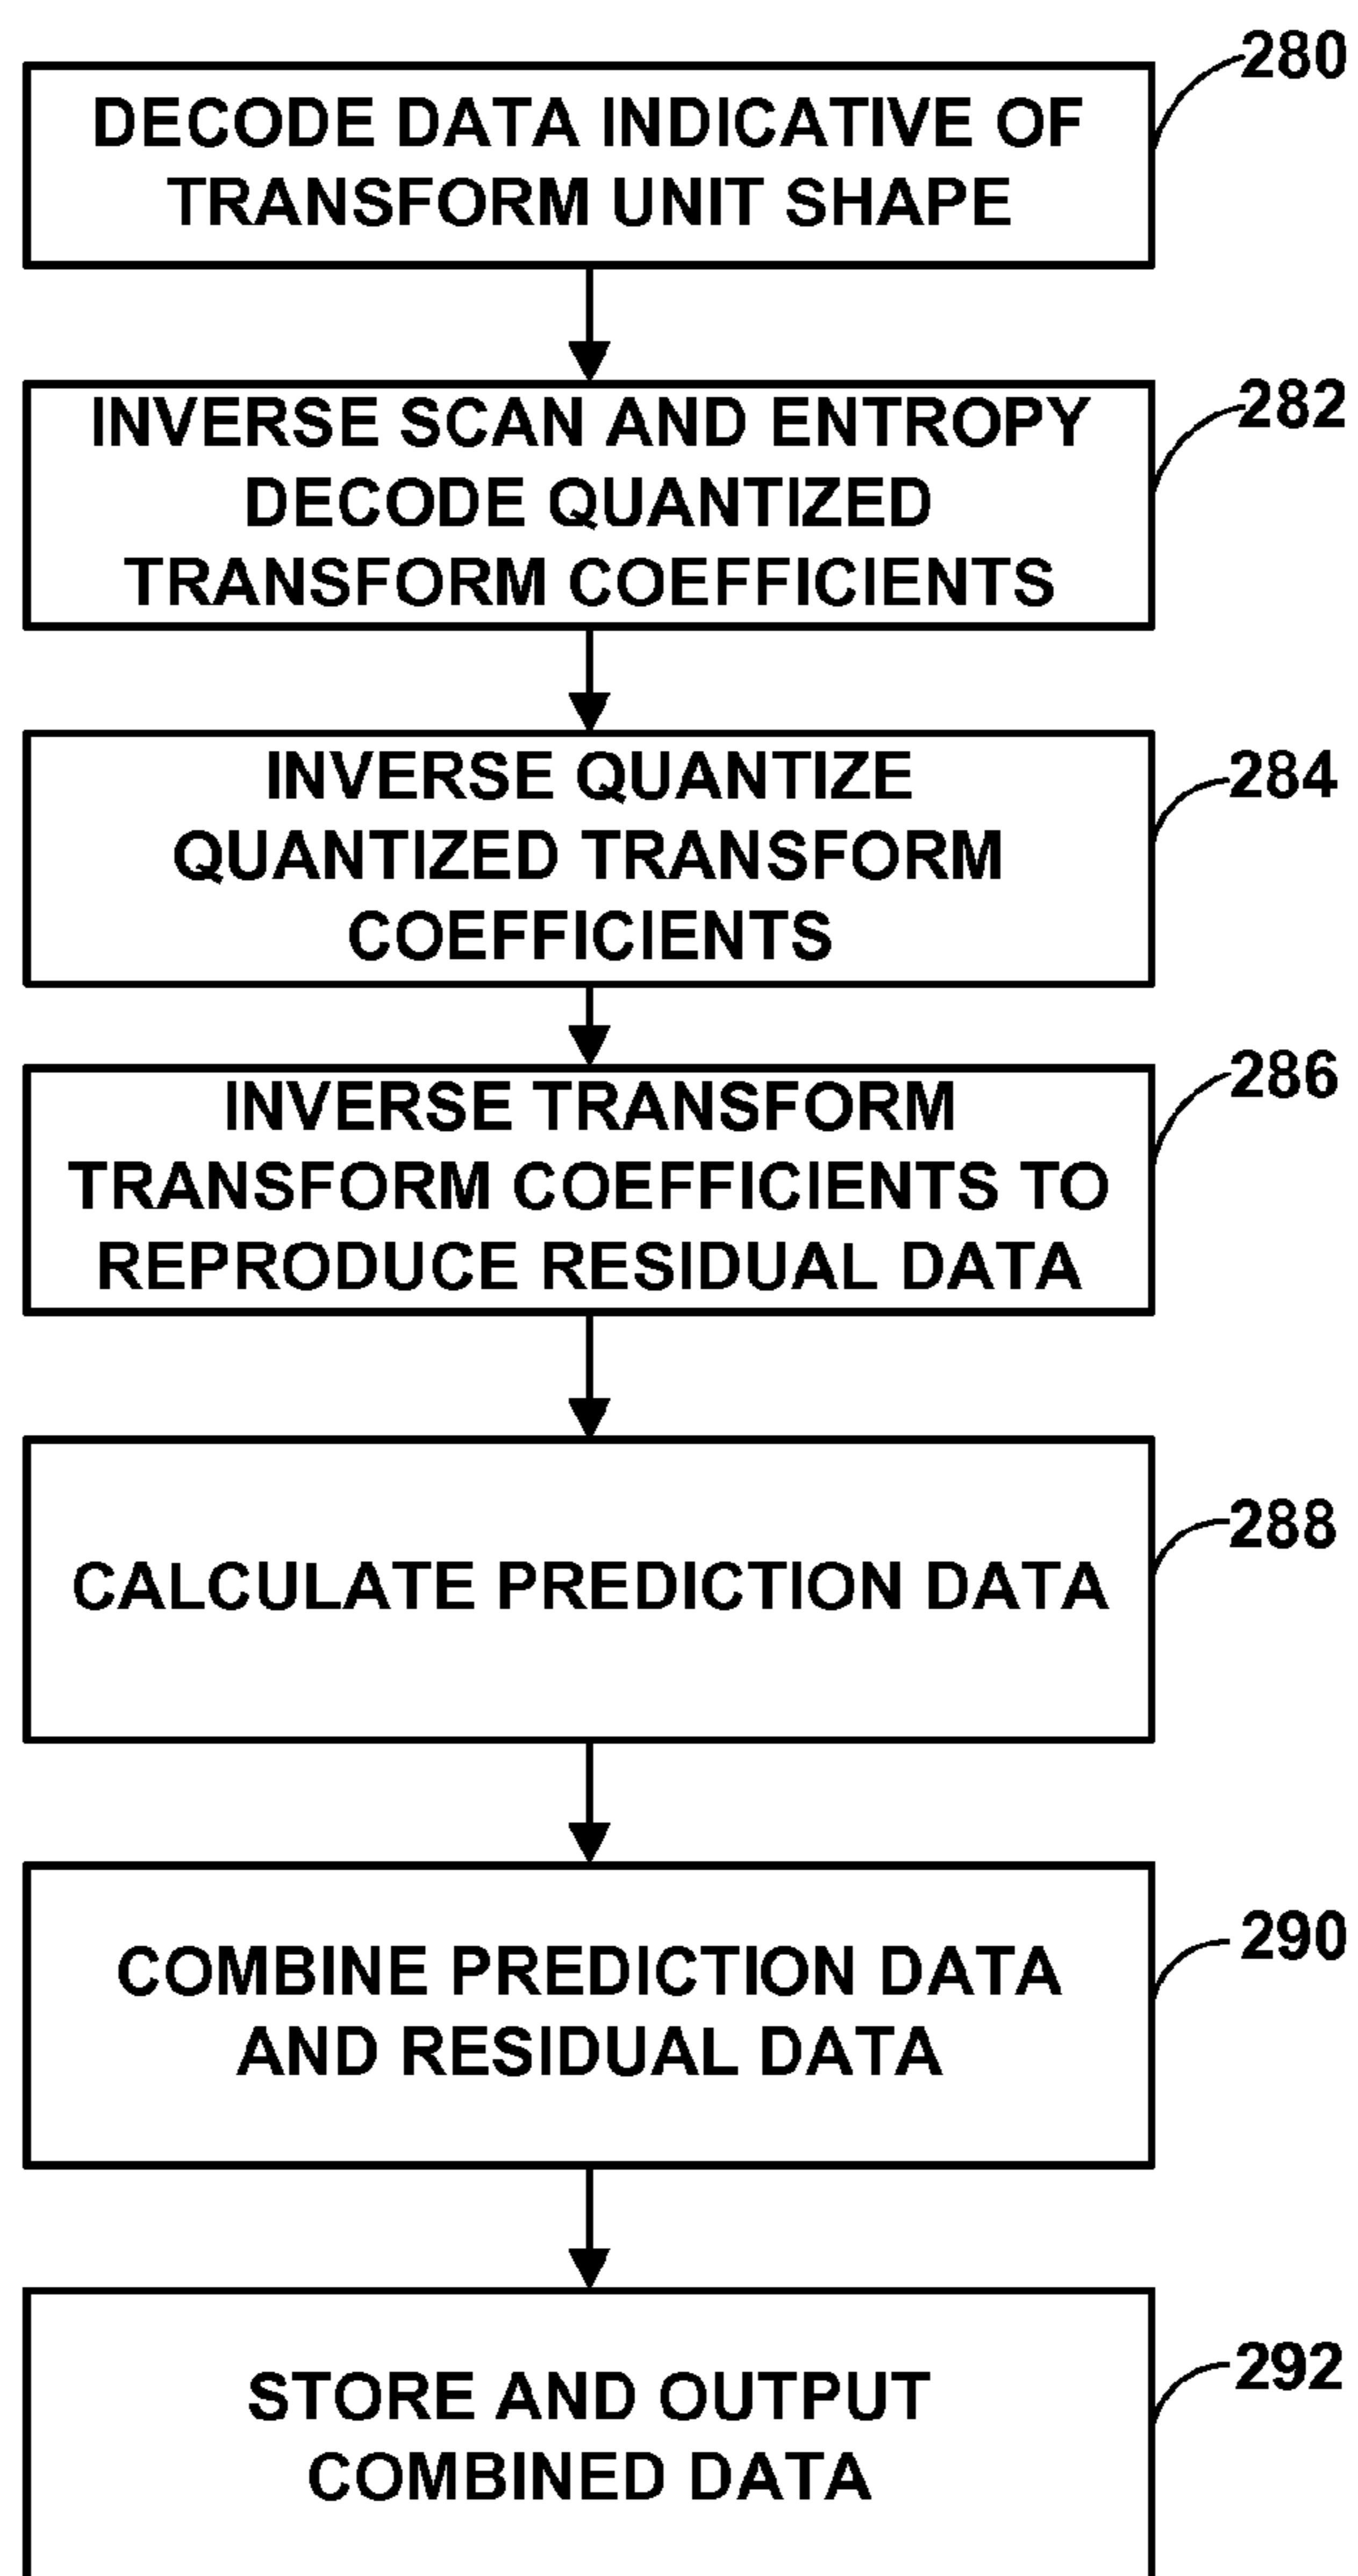 280
DECODE DATA INDICATIVE OF
TRANSFORM UNIT SHAPE
282
INVERSE SCAN AND ENTROPY
DECODE QUANTIZED
TRANSFORM COEFFICIENTS
284
INVERSE QUANTIZE
QUANTIZED TRANSFORM
COEFFICIENTS
286
INVERSE TRANSFORM
TRANSFORM COEFFICIENTS TO
REPRODUCE RESIDUAL DATA
288
CALCULATE PREDICTION DATA
290
COMBINE PREDICTION DATA
AND RESIDUAL DATA
292
STORE AND OUTPUT
COMBINED DATA